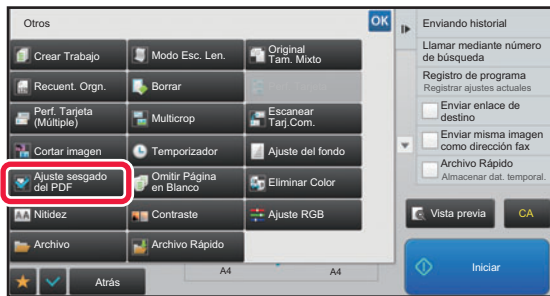 Otros
OK
Crear Trabajo
Modo Esc. Len.
Original
Tam. Mixto
Recuent. Orgn.
Borrar
Perf. Tarjeta
(Múltiple)
Multicrop
Escanear
Tarj.Com.
Cortar imagen
Temporizador
Ajuste del fondo
Ajuste sesgado
del PDF
Omitir Página
en Blanco
Eliminar Color
Nitidez
Contraste
Ajuste RGB
Archivo
Archivo Rápido
Atrás
A4
A4
Enviando historial
Llamar mediante número
de búsqueda
Registro de programa
Registrar ajustes actuales
Enviar enlace de
destino
Enviar misma imagen
como dirección fax
Archivo Rápido
Almacenar dat. temporal.
Vista previa
CA
Iniciar